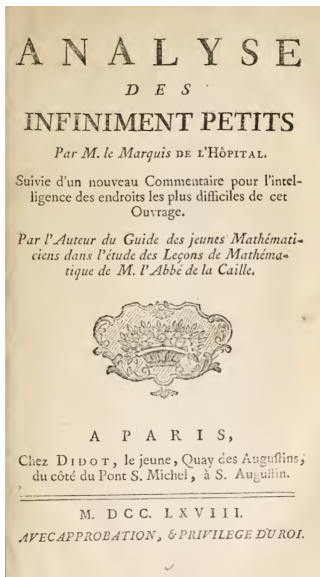 ANALYSE
DES
INFINIMENT PETITS
Par M. le Marquis DE L'HÔPITAL.
Suivie d'un nouveau Commentaire pour l'intel-
ligence des endroits les plus difficiles de cet
Ouvrage.
Par l'Auteur du Guide des jeunes Mathémati-
ciens dans l'étude des Leçons de Mathéma-
tique de M. l'Abbé de la Caille.
A PARIS,
Chez DIDOT, le jeune, Quay des Augustins,
du côté du Pont S. Michel, à S. Augustin.
M. DCC. LXVIII.
AVEC APPROBATION, & PRIVILEGE DU ROI.